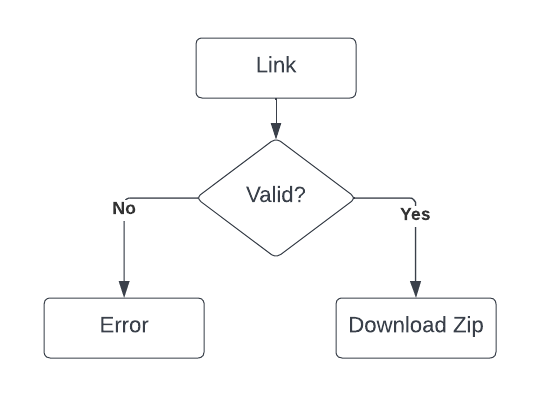 Link
Valid?
No
Yes
Error
Download Zip